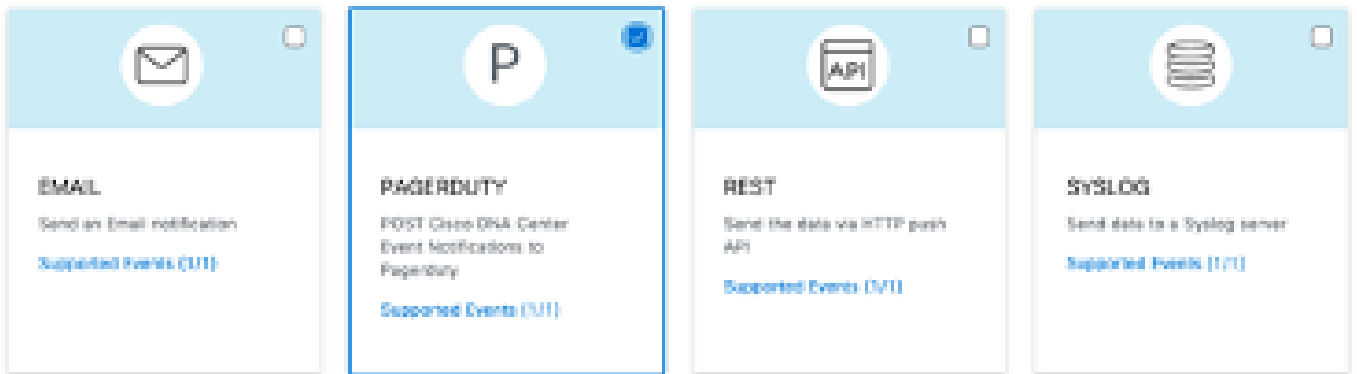 P
API
EMAIL
Send an Email notification
Supported Events (1/1)
PAGERDUTY
POST Cisco DNA Center
Event Notifications to
Pagerduty
Supported Events (1/1)
REST
Send the data via HTTP push
API
Supported Events (1/1)
SYSLOG
Send data to a Syslog server
Supported Events (1/1)